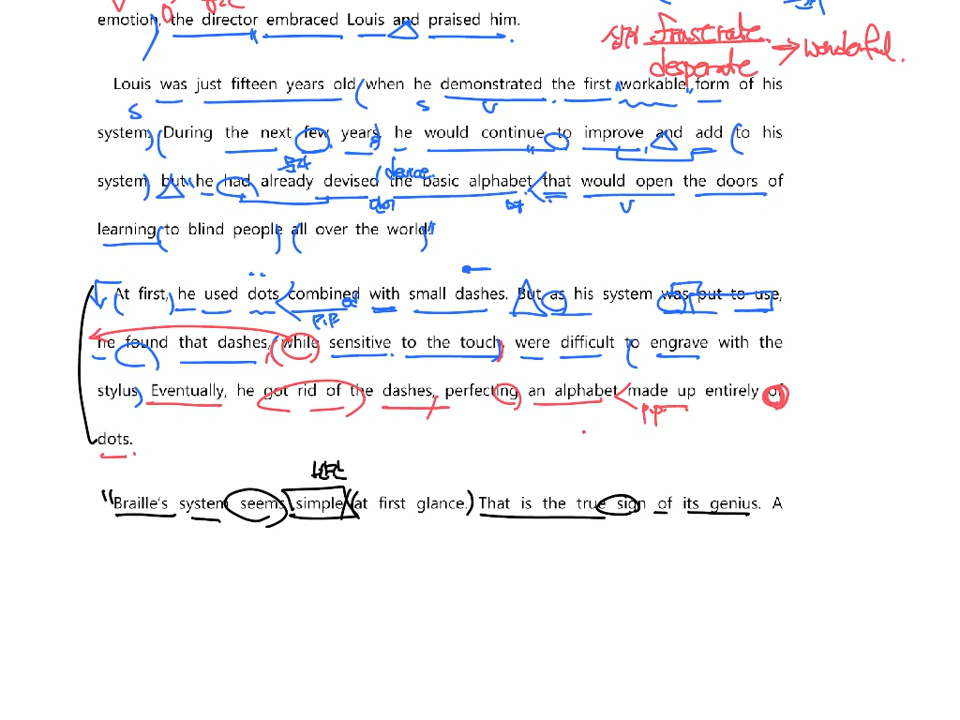 emotion, the director embraced Louis and praised him.
심경 frustrate
desperate → wonderful.
Louis was just fifteen years old when he demonstrated the first workable form of his
S S V
system. During the next few years, he would continue to improve and add to his
system, but he had already devised the basic alphabet that would open the doors of
V
learning to blind people all over the world.
At first, he used dots combined with small dashes. But as his system was put to use,
P.P
he found that dashes, while sensitive to the touch, were difficult to engrave with the
stylus. Eventually, he got rid of the dashes, perfecting an alphabet made up entirely of
P.P.
dots.
Braille's system seems simple at first glance. That is the true sign of its genius. A